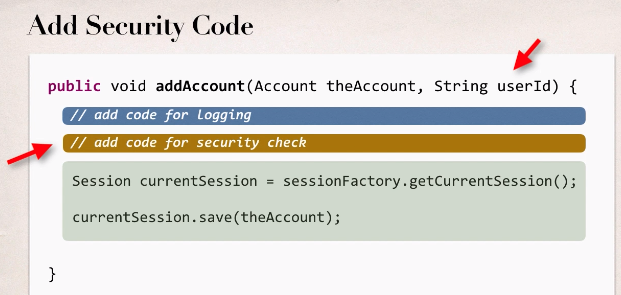 Add Security Code
public void addAccount(Account theAccount, String userId) {
// add code for logging
// add code for security check
Session currentSession = sessionFactory.getCurrentSession();
currentSession.save(theAccount);
}